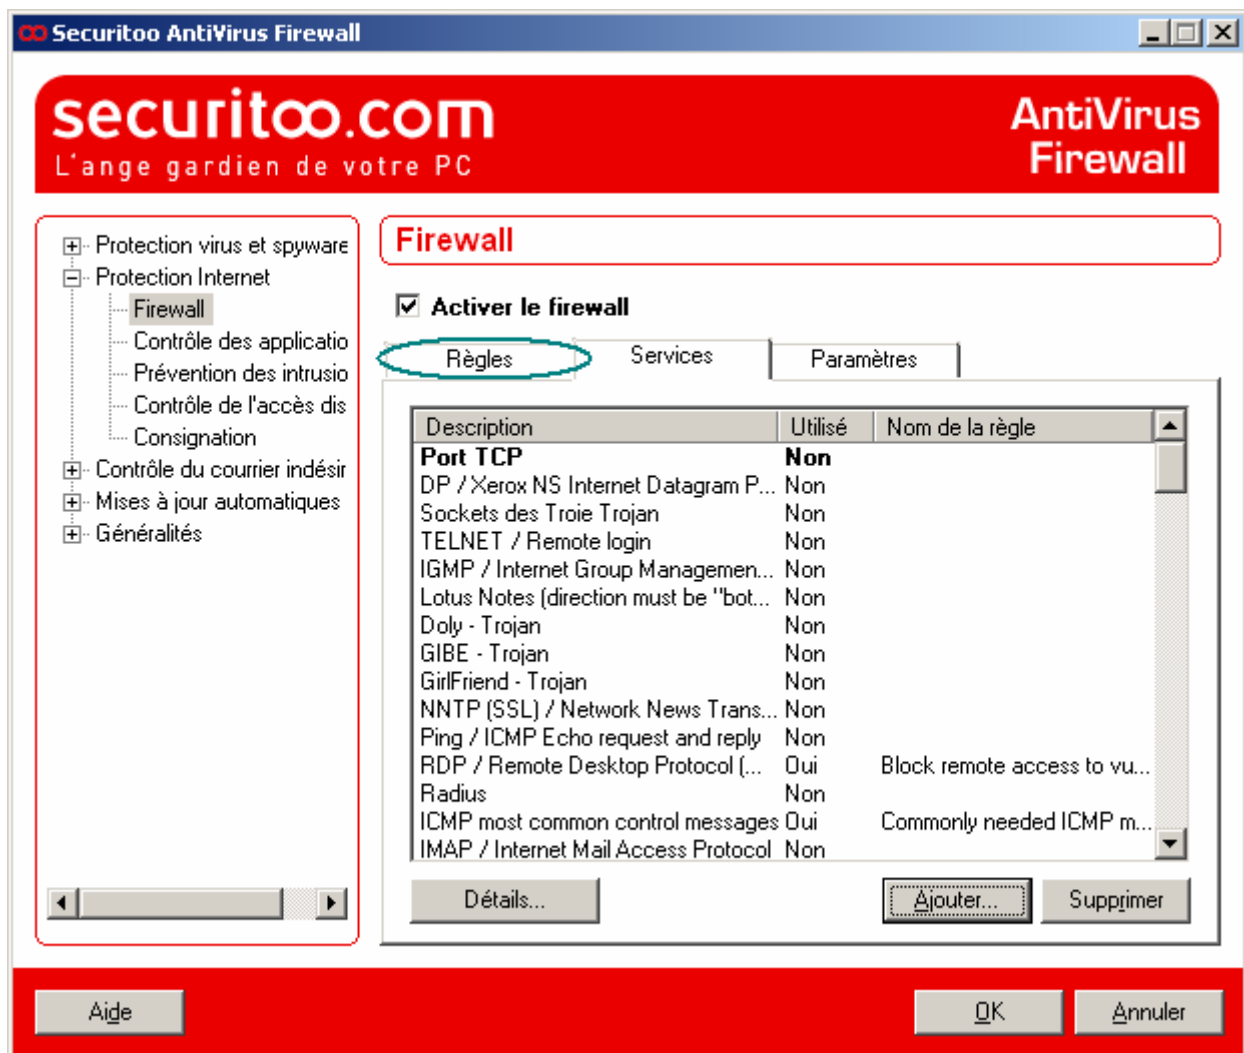 Securitoo AntiVirus Firewall
securitoo.com
L'ange gardien de votre PC
AntiVirus
Firewall
Protection virus et spyware
Protection Internet
Firewall
Contrôle des applicatio
Prévention des intrusio
Contrôle de l'accès dis
Consignation
Contrôle du courrier indésir
Mises à jour automatiques
Généralités
Firewall
Activer le firewall
Règles Services Paramètres
Description Utilisé Nom de la règle
Port TCP Non
DP / Xerox NS Internet Datagram P... Non
Sockets des Troie Trojan Non
TELNET / Remote login Non
IGMP / Internet Group Managemen... Non
Lotus Notes (direction must be "bot... Non
Doly - Trojan Non
GIBE - Trojan Non
GirlFriend - Trojan Non
NNTP (SSL) / Network News Trans... Non
Ping / ICMP Echo request and reply Non
RDP / Remote Desktop Protocol (... Oui Block remote access to vu...
Radius Non
ICMP most common control messages Oui Commonly needed ICMP m...
IMAP / Internet Mail Access Protocol Non
Détails... Ajouter... Supprimer
Aide OK Annuler